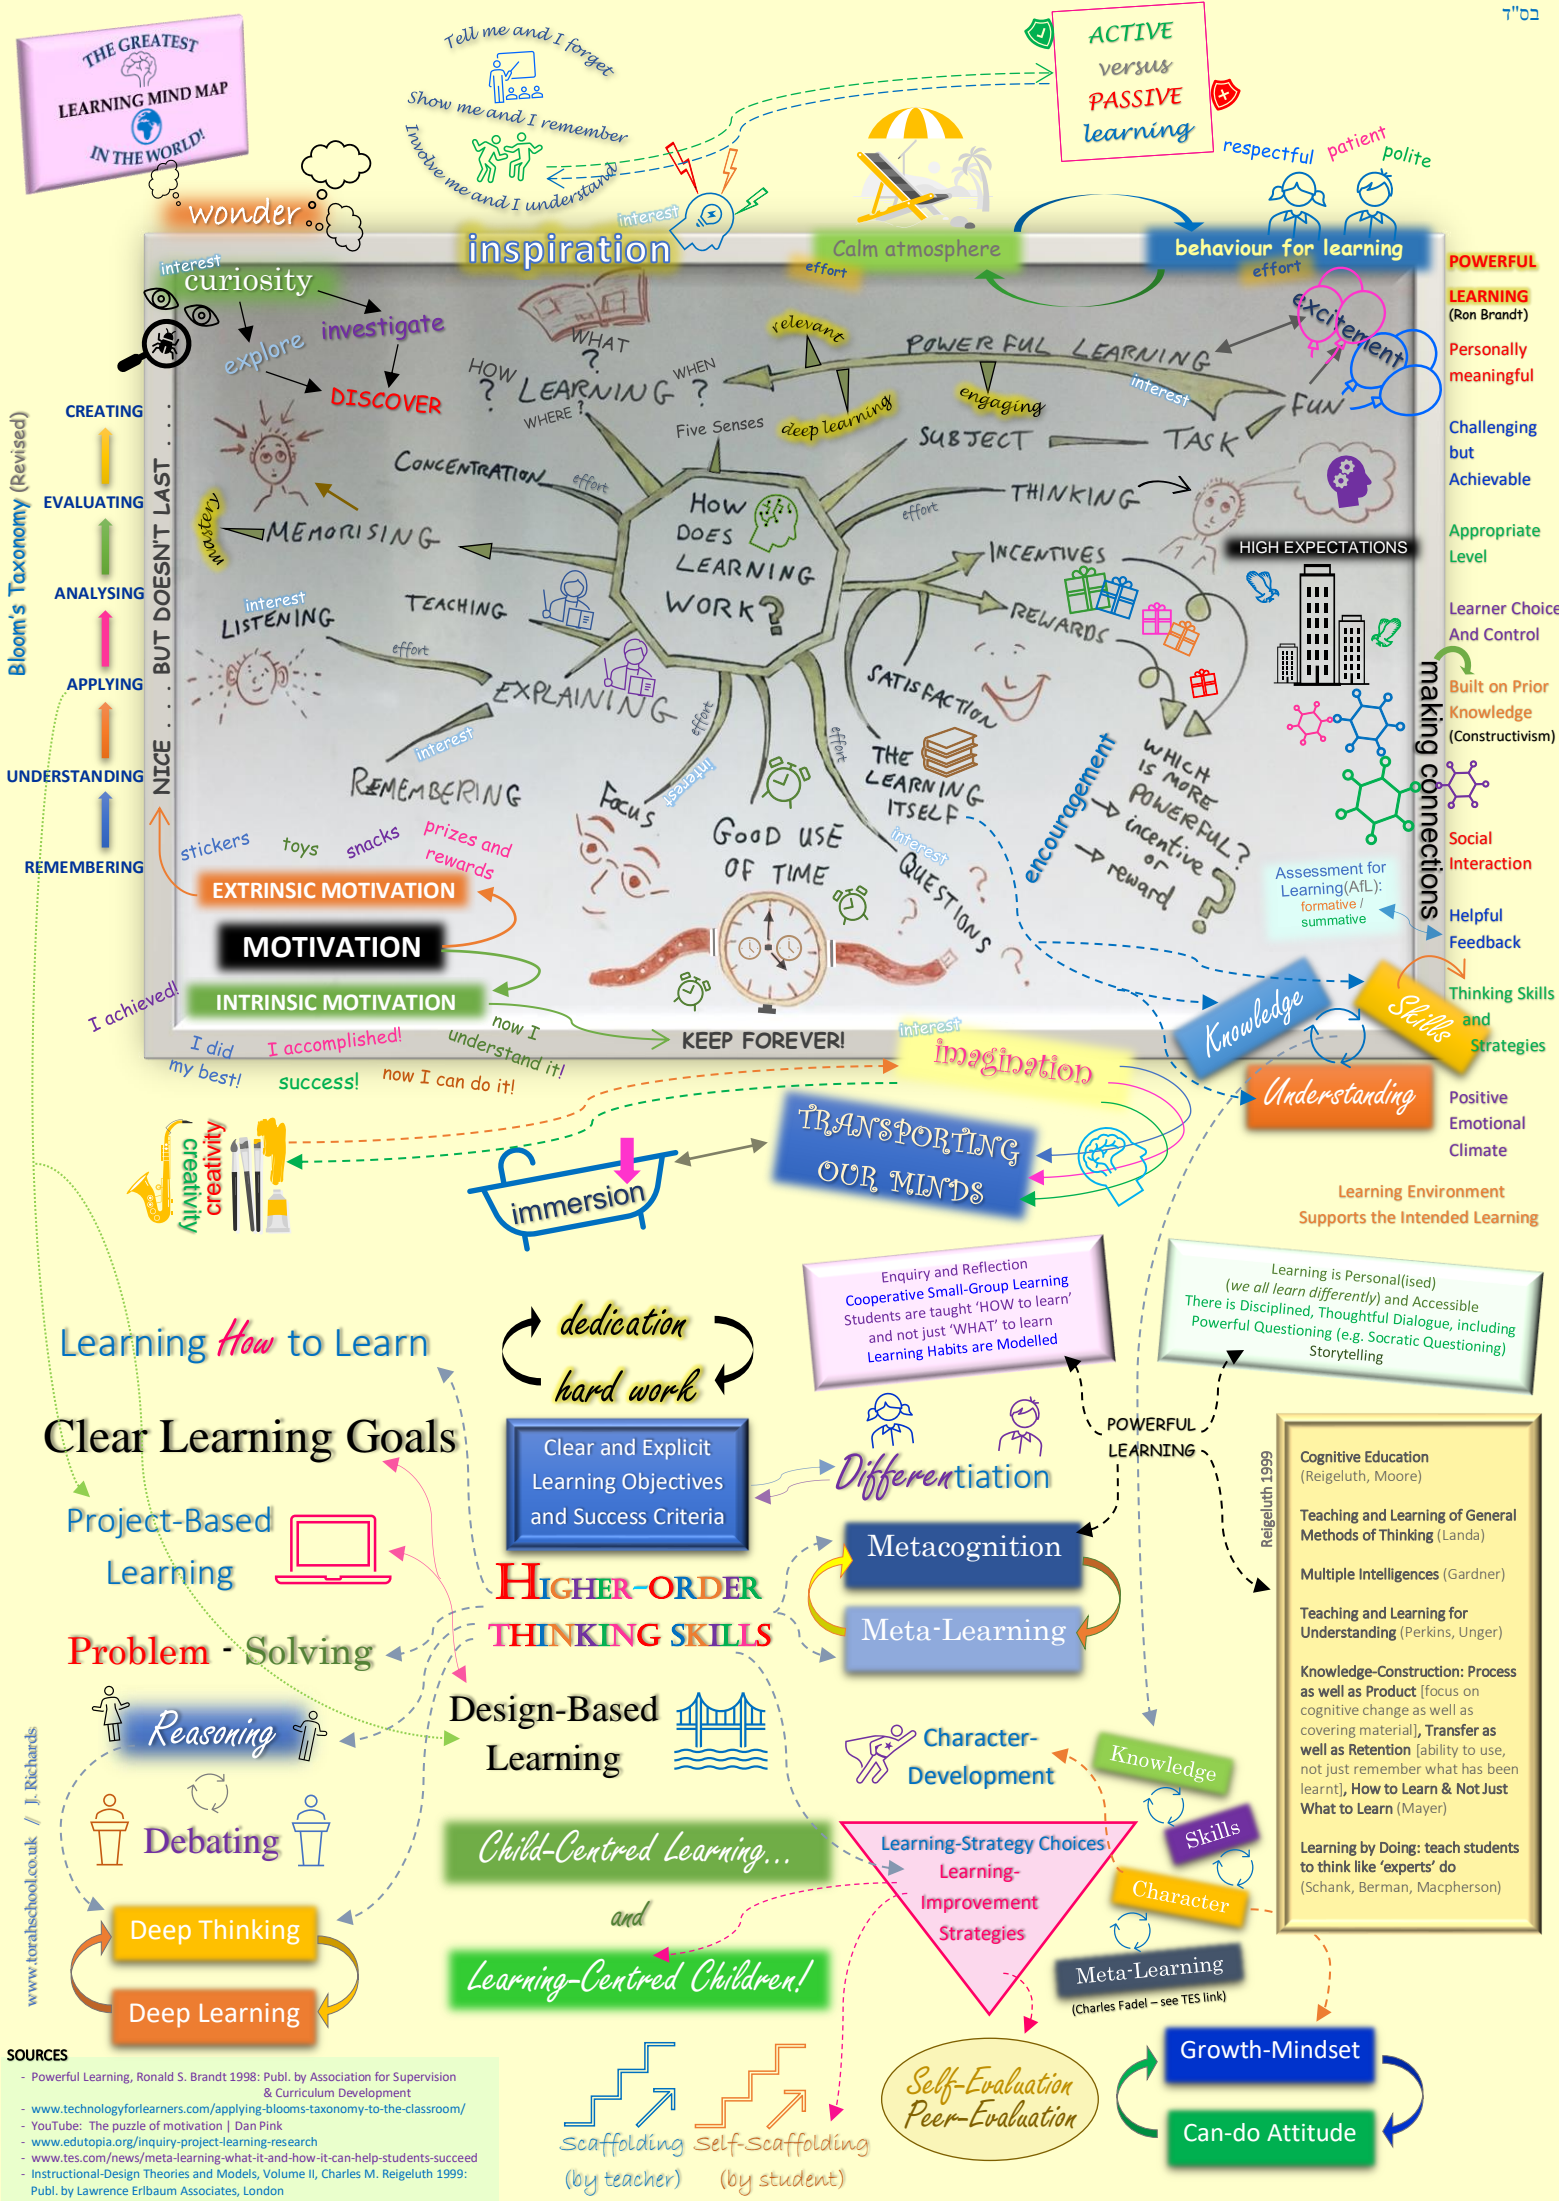 בס"ד
THE GREATEST
LEARNING MIND MAP
IN THE WORLD!
Tell me and I forget
Show me and I remember
Involve me and I understand
ACTIVE
versus
PASSIVE
learning
respectful
patient
polite
wonder
interest
inspiration
Calm atmosphere
behaviour for learning
effort
effort
interest
curiosity
explore
investigate
DISCOVER
excitement
POWERFUL
LEARNING
(Ron Brandt)
Personally
meaningful
Challenging
but
Achievable
Appropriate
Level
Learner Choice
And Control
Built on Prior
Knowledge
(Constructivism)
Social
Interaction
Helpful
Feedback
Thinking Skills
and
Strategies
Positive
Emotional
Climate
Learning Environment
Supports the Intended Learning
Bloom's Taxonomy (Revised)
CREATING
EVALUATING
ANALYSING
APPLYING
UNDERSTANDING
REMEMBERING
NICE . . . . BUT DOESN'T LAST . . . .
WHAT
?
HOW
?
LEARNING
WHEN
?
WHERE?
Five Senses
relevant
deep learning
engaging
POWERFUL LEARNING
interest
FUN
SUBJECT
TASK
CONCENTRATION
effort
THINKING
effort
HOW
DOES
LEARNING
WORK?
mastery
MEMORISING
INCENTIVES
HIGH EXPECTATIONS
REWARDS
TEACHING
interest
LISTENING
effort
EXPLAINING
interest
REMEMBERING
SATISFACTION
THE
LEARNING
ITSELF
effort
interest
Focus
GOOD USE
OF TIME
effort
interest
QUESTIONS
?
?
?
encouragement
WHICH
IS MORE
POWERFUL?
incentive
or
reward
?
making connections
Assessment for
Learning(AfL):
formative /
summative
stickers
toys
snacks
prizes and
rewards
EXTRINSIC MOTIVATION
MOTIVATION
INTRINSIC MOTIVATION
I achieved!
I did
my best!
I accomplished!
success!
now I
understand it!
now I can do it!
KEEP FOREVER!
interest
imagination
Knowledge
Skills
Understanding
creativity
creativity
immersion
TRANSPORTING
OUR MINDS
Enquiry and Reflection
Cooperative Small-Group Learning
Students are taught ‘HOW to learn’
and not just ‘WHAT’ to learn
Learning Habits are Modelled
Learning is Personal(ised)
(we all learn differently) and Accessible
There is Disciplined, Thoughtful Dialogue, including
Powerful Questioning (e.g. Socratic Questioning)
Storytelling
dedication
hard work
Learning How to Learn
Clear Learning Goals
Clear and Explicit
Learning Objectives
and Success Criteria
Differentiation
POWERFUL
LEARNING
Project-Based
Learning
Metacognition
Meta-Learning
HIGHER-ORDER
THINKING SKILLS
Problem - Solving
Reasoning
Debating
Design-Based
Learning
Character-
Development
Knowledge
Skills
Character
Meta-Learning
(Charles Fadel – see TES link)
Reigeluth 1999
Cognitive Education
(Reigeluth, Moore)
Teaching and Learning of General
Methods of Thinking (Landa)
Multiple Intelligences (Gardner)
Teaching and Learning for
Understanding (Perkins, Unger)
Knowledge-Construction: Process
as well as Product [focus on
cognitive change as well as
covering material], Transfer as
well as Retention [ability to use,
not just remember what has been
learnt], How to Learn & Not Just
What to Learn (Mayer)
Learning by Doing: teach students
to think like ‘experts’ do
(Schank, Berman, Macpherson)
Child-Centred Learning...
and
Learning-Centred Children!
Learning-Strategy Choices
Learning-
Improvement
Strategies
Deep Thinking
Deep Learning
www.torahschool.co.uk // J. Richards
Scaffolding
(by teacher)
Self-Scaffolding
(by student)
Self-Evaluation
Peer-Evaluation
Growth-Mindset
Can-do Attitude
SOURCES
- Powerful Learning, Ronald S. Brandt 1998: Publ. by Association for Supervision
& Curriculum Development
- www.technologyforlearners.com/applying-blooms-taxonomy-to-the-classroom/
- YouTube: The puzzle of motivation | Dan Pink
- www.edutopia.org/inquiry-project-learning-research
- www.tes.com/news/meta-learning-what-it-and-how-it-can-help-students-succeed
- Instructional-Design Theories and Models, Volume II, Charles M. Reigeluth 1999:
Publ. by Lawrence Erlbaum Associates, London